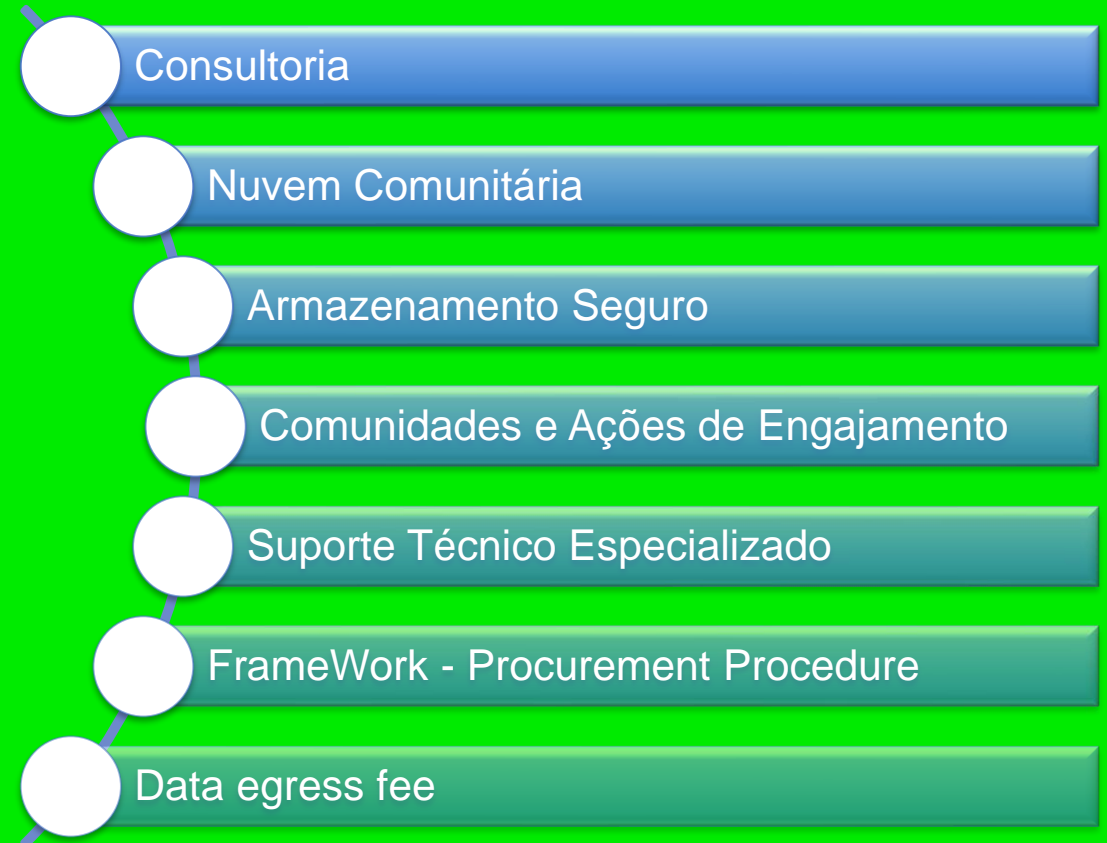 Consultoria
Nuvem Comunitária
Armazenamento Seguro
Comunidades e Ações de Engajamento
Suporte Técnico Especializado
FrameWork - Procurement Procedure
Data egress fee